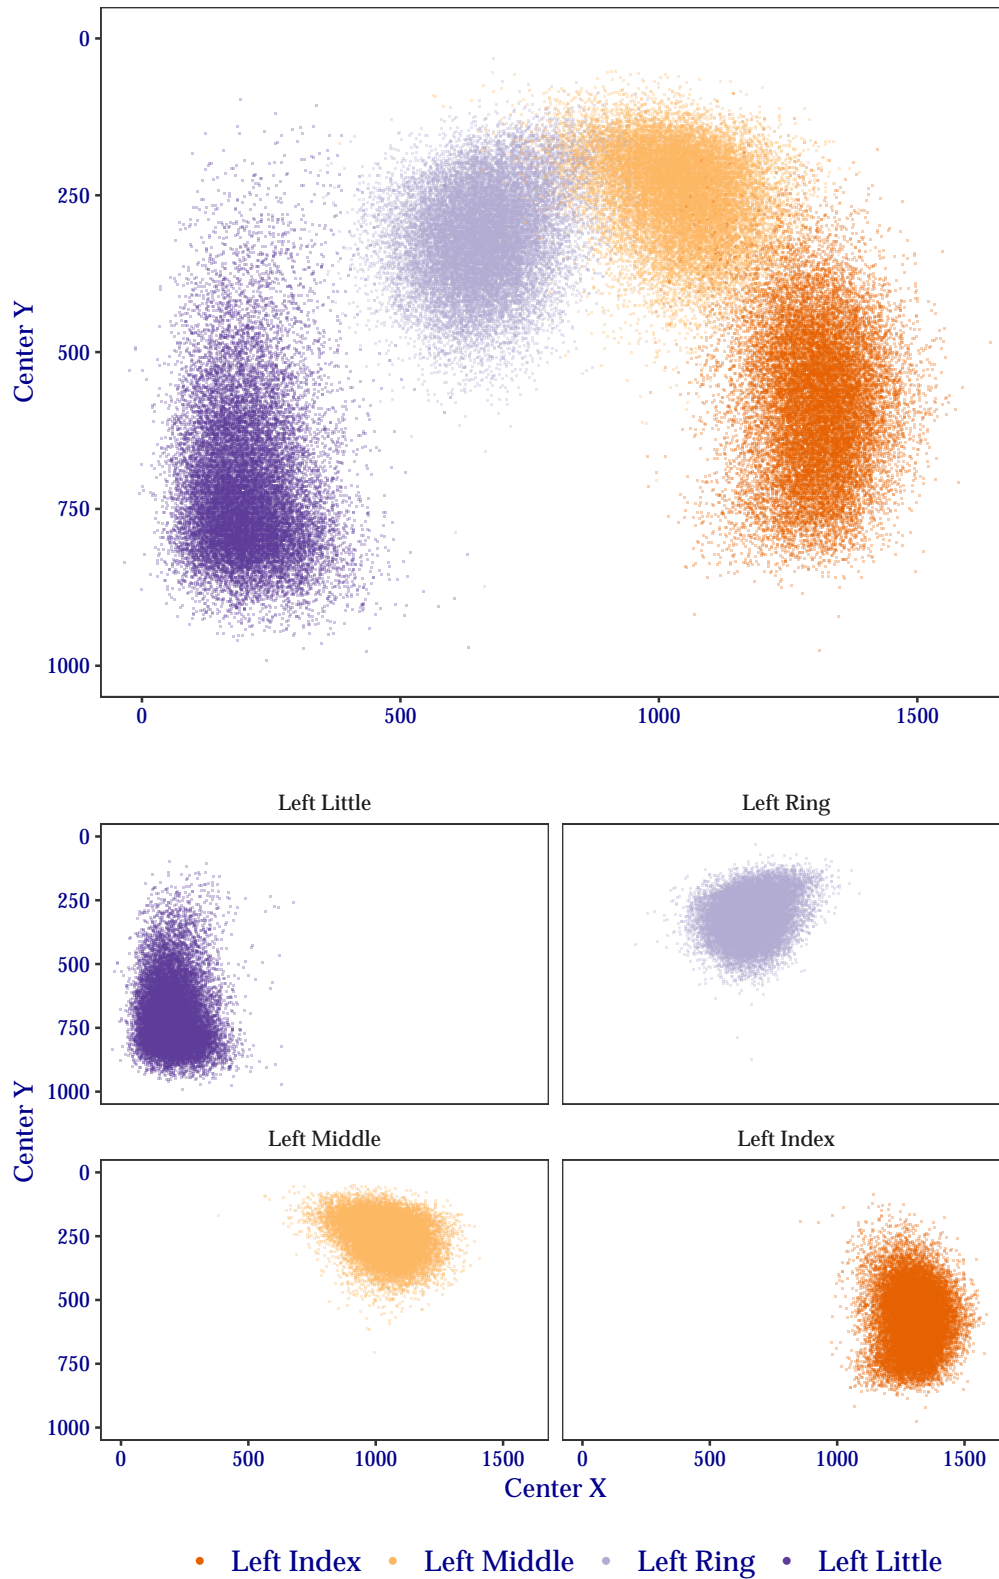 0
250
500
750
1000
Center Y
0 500 1000 1500
Left Little Left Ring
0
250
500
750
1000
Left Middle Left Index
0
250
500
750
1000
Center Y
0 500 1000 1500 0 500 1000 1500
Center X
Left Index Left Middle Left Ring Left Little